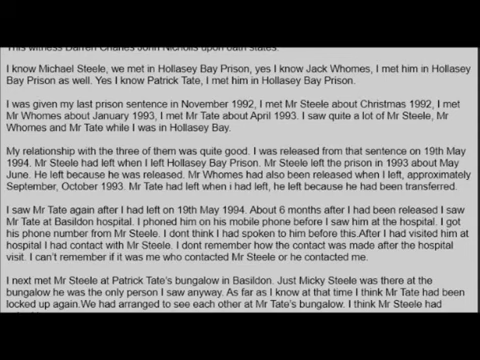 This witness Darren Charles John Nicholls upon oath states:
I know Michael Steele, we met in Hollasey Bay Prison, yes I know Jack Whomes, I met him in Hollasey
Bay Prison as well. Yes I know Patrick Tate, I met him in Hollasey Bay Prison.
I was given my last prison sentence in November 1992, I met Mr Steele about Christmas 1992, I met
Mr Whomes about January 1993, I met Mr Tate about April 1993. I saw quite a lot of Mr Steele, Mr
Whomes and Mr Tate while I was in Hollasey Bay.
My relationship with the three of them was quite good. I was released from that sentence on 19th May
1994. Mr Steele had left when I left Hollasey Bay Prison. Mr Steele left the prison in 1993 about May
June. He left because he was released. Mr Whomes had also been released when I left, approximately
September, October 1993. Mr Tate had left when i had left, he left because he had been transferred.
I saw Mr Tate again after I had left on 19th May 1994. About 6 months after I had been released I saw
Mr Tate at Basildon hospital. I phoned him on his mobile phone before I saw him at the hospital. I got
his phone number from Mr Steele. I dont think I had spoken to him before this.After I had visited him at
hospital I had contact with Mr Steele. I dont remember how the contact was made after the hospital
visit. I can't remember if it was me who contacted Mr Steele or he contacted me.
I next met Mr Steele at Patrick Tate's bungalow in Basildon. Just Micky Steele was there at the
bungalow he was the only person I saw anyway. As far as I know at that time I think Mr Tate had been
locked up again.We had arranged to see each other at Mr Tate's bungalow. I think Mr Steele had